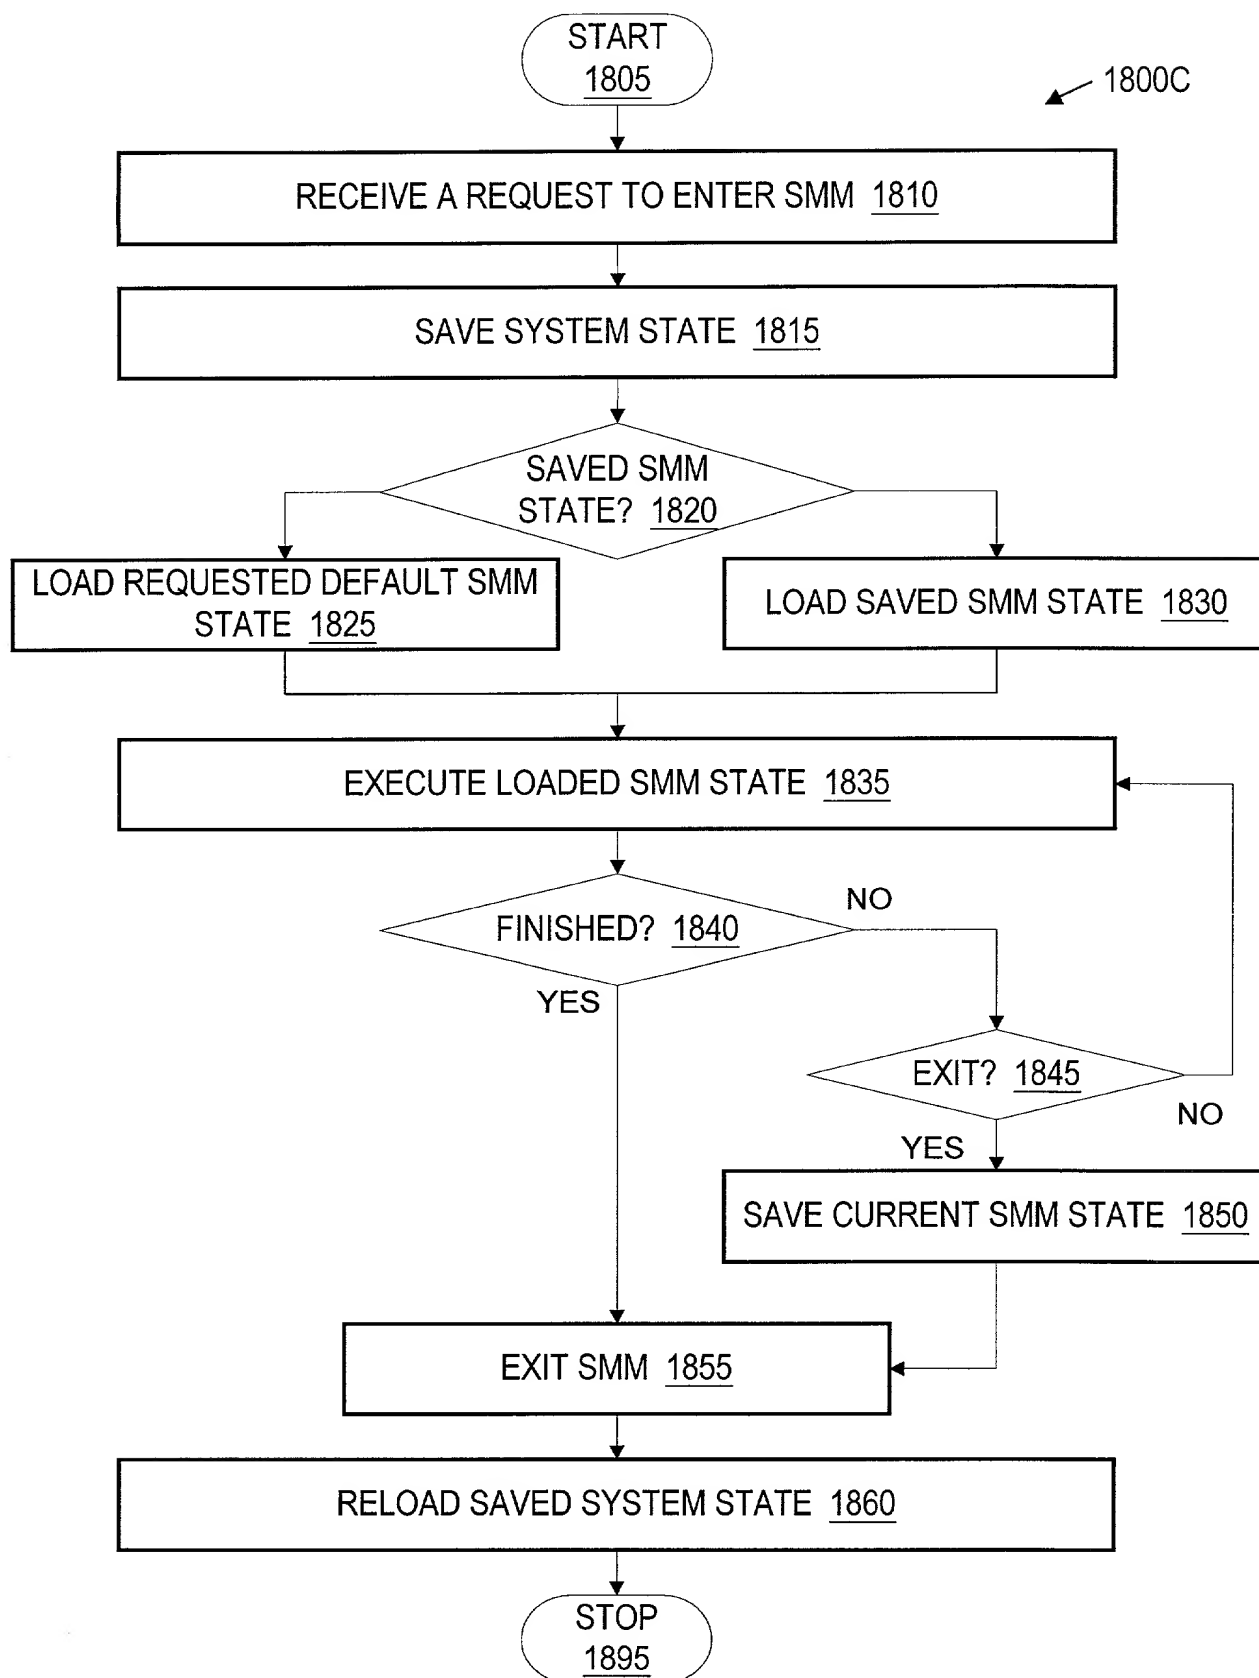 START
1805
1800C
RECEIVE A REQUEST TO ENTER SMM 1810
SAVE SYSTEM STATE 1815
SAVED SMM
STATE? 1820
LOAD REQUESTED DEFAULT SMM
STATE 1825
LOAD SAVED SMM STATE 1830
EXECUTE LOADED SMM STATE 1835
FINISHED? 1840
NO
YES
EXIT? 1845
NO
YES
SAVE CURRENT SMM STATE 1850
EXIT SMM 1855
RELOAD SAVED SYSTEM STATE 1860
STOP
1895